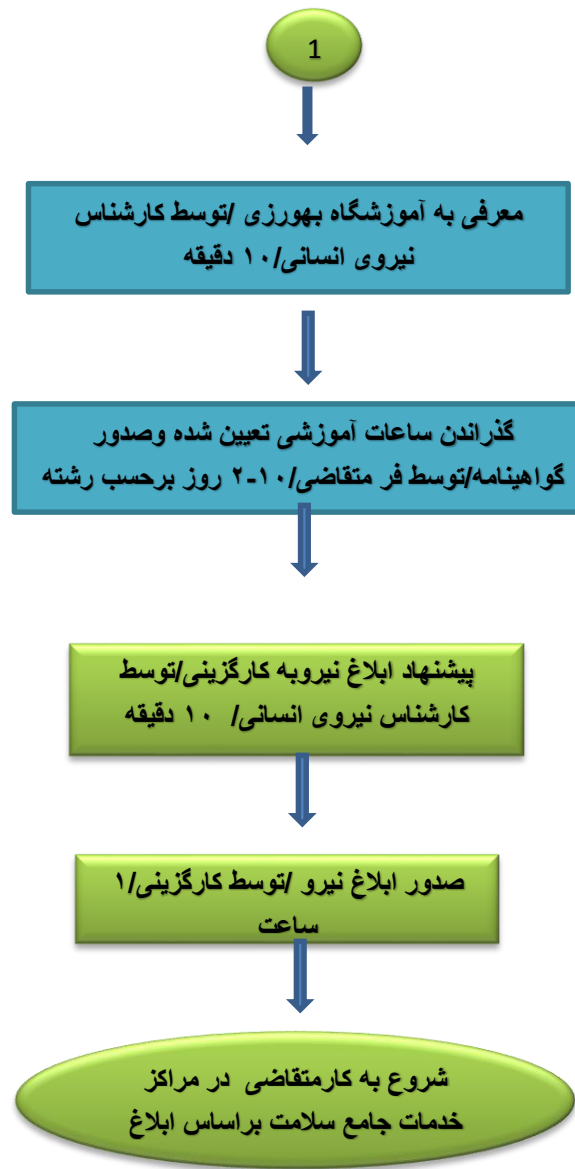 1
معرفی به آموزشگاه بهورزی /توسط کارشناس
نیروی انسانی/۱۰ دقیقه
گذراندن ساعات آموزشی تعیین شده وصدور
گواهینامه/توسط فر متقاضی/۱۰-۲ روز برحسب رشته
پیشنهاد ابلاغ نیروبه کارگزینی/توسط
کارشناس نیروی انسانی/ ۱۰ دقیقه
صدور ابلاغ نیرو /توسط کارگزینی/۱
ساعت
شروع به کارمتقاضی در مراکز
خدمات جامع سلامت براساس ابلاغ